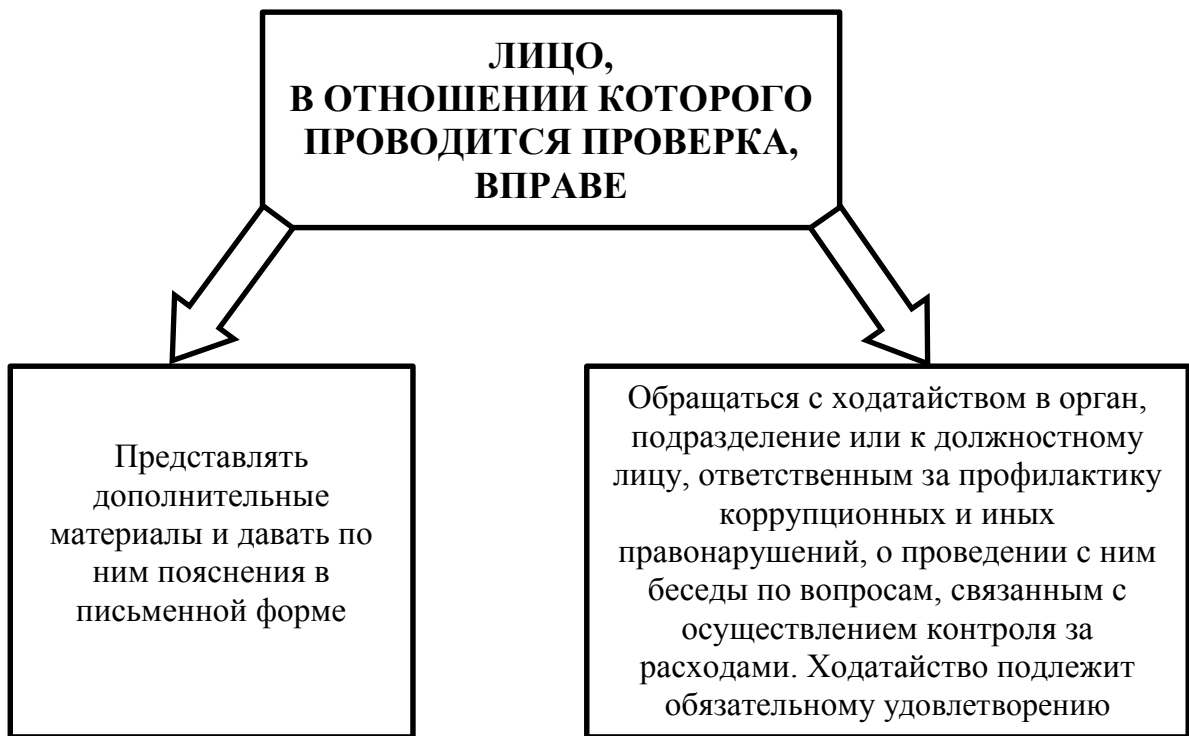 ЛИЦО,
В ОТНОШЕНИИ КОТОРОГО
ПРОВОДИТСЯ ПРОВЕРКА,
ВПРАВЕ
Представлять
дополнительные
материалы и давать по
ним пояснения в
письменной форме
Обращаться с ходатайством в орган,
подразделение или к должностному
лицу, ответственным за профилактику
коррупционных и иных
правонарушений, о проведении с ним
беседы по вопросам, связанным с
осуществлением контроля за
расходами. Ходатайство подлежит
обязательному удовлетворению